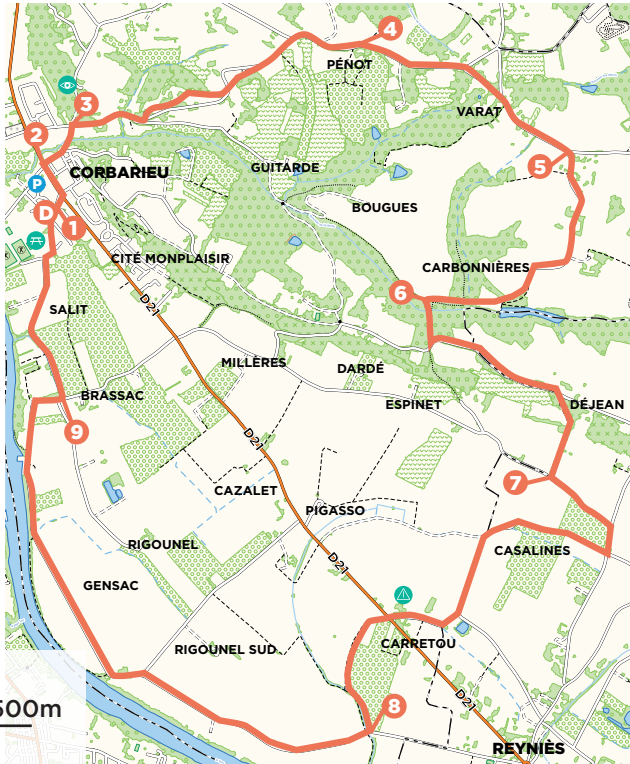 4
PÉNOT
3
VARAT
2
5
CORBARIEU
GUITARDE
P
BOUGUES
D
1
CITÉ MONPLAISIR
CARBONNIÈRES
6
D21
SALIT
MILLÈRES
DARDÉ
BRASSAC
ESPINET
DÉJEAN
9
D21
7
CAZALET
PIGASSO
RIGOUNEL
CASALINES
D21
GENSAC
CARRETOU
RIGOUNEL SUD
D21
8
500m
REYNIÈS